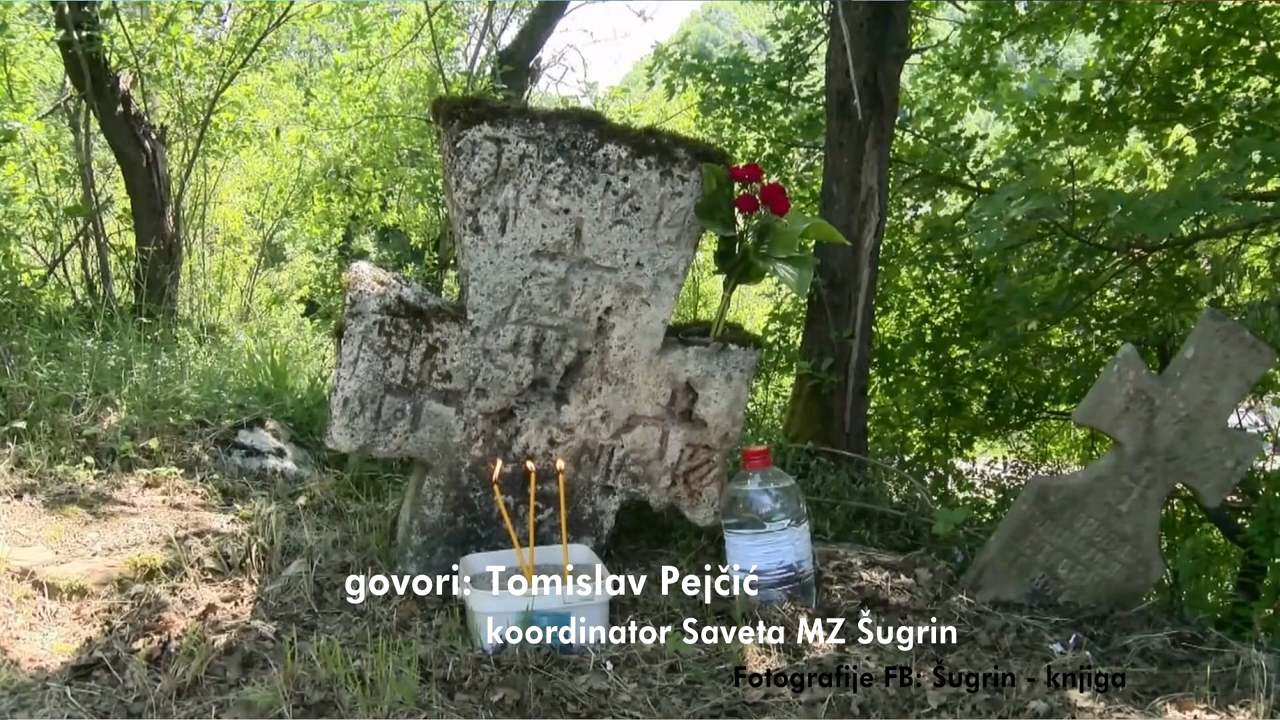 govori: Tomislav Pejčić
koordinator Saveta MZ Šugrin
Fotografije FB: Šugrin - knjiga